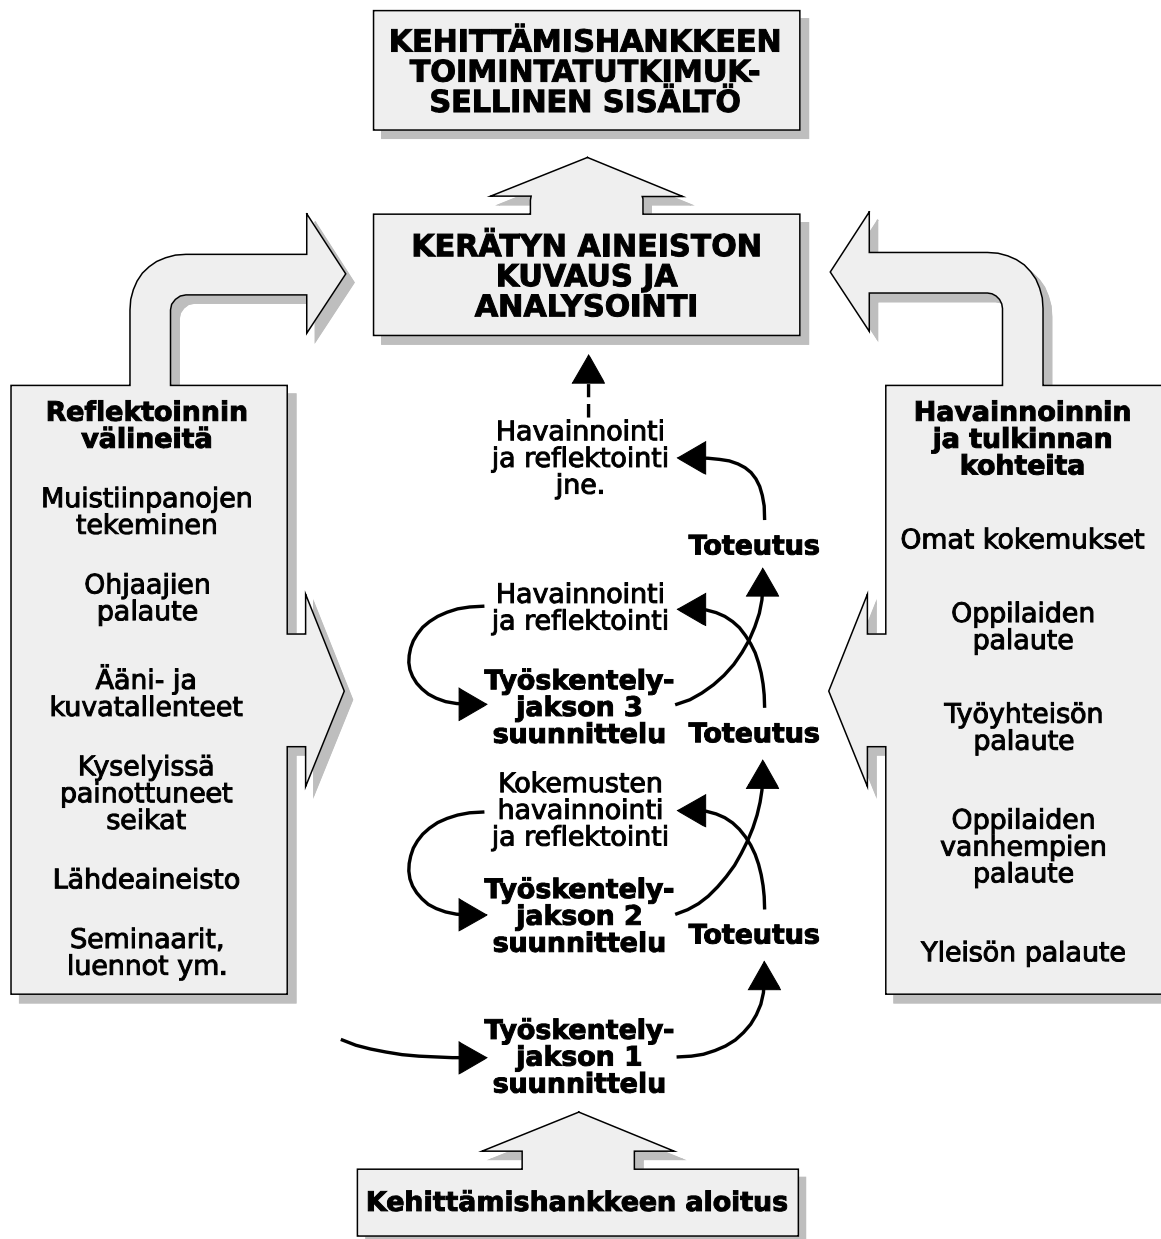 KEHITTÄMISHANKKEEN
TOIMINTATUTKIMUK-
SELLINEN SISÄLTÖ
KERÄTYN AINEISTON
KUVAUS JA
ANALYSOINTI
Reflektoinnin
välineitä
Muistiinpanojen
tekeminen
Ohjaajien
palaute
Ääni- ja
kuvatallenteet
Kyselyissä
painottuneet
seikat
Lähdeaineisto
Seminaarit,
luennot ym.
Havainnointi
ja reflektointi
jne.
Toteutus
Havainnointi
ja reflektointi
Työskentely-
jakson 3
suunnittelu
Toteutus
Kokemusten
havainnointi
ja reflektointi
Työskentely-
jakson 2
suunnittelu
Toteutus
Työskentely-
jakson 1
suunnittelu
Havainnoinnin
ja tulkinnan
kohteita
Omat kokemukset
Oppilaiden
palaute
Työyhteisön
palaute
Oppilaiden
vanhempien
palaute
Yleisön palaute
Kehittämishankkeen aloitus